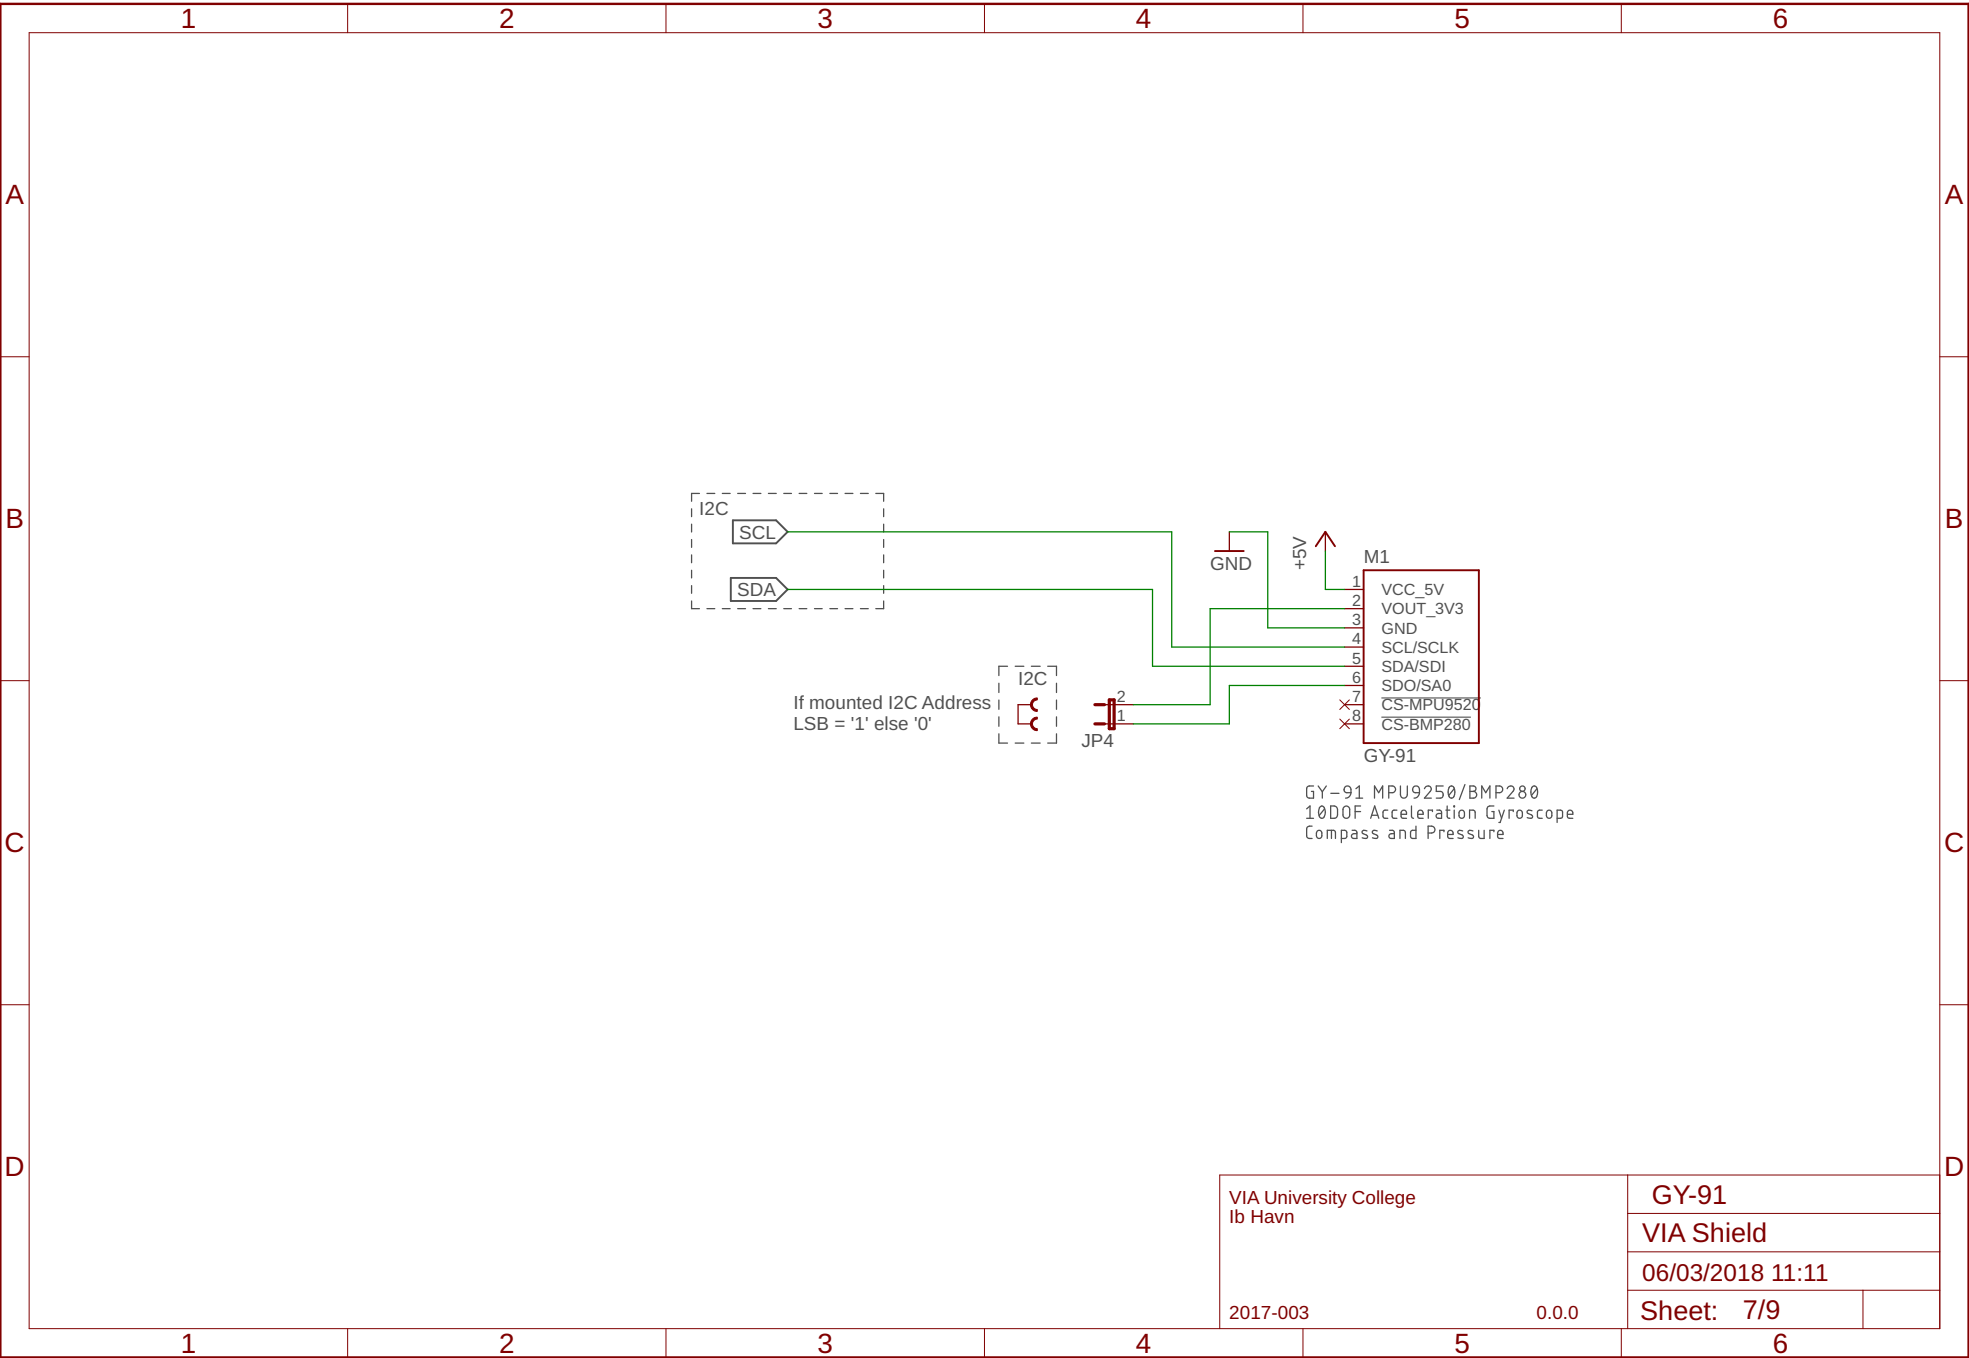 1 2 3 4 5 6
A A
B B
I2C
SCL
SDA
GND
+5V
M1
1 VCC_5V
2 VOUT_3V3
3 GND
4 SCL/SCLK
5 SDA/SDI
6 SDO/SA0
7 CS-MPU9520
8 CS-BMP280
GY-91
I2C
If mounted I2C Address
LSB = '1' else '0'
2
1
JP4
GY-91 MPU9250/BMP280
10DOF Acceleration Gyroscope
Compass and Pressure
C C
D D
VIA University College
Ib Havn
2017-003 0.0.0
GY-91
VIA Shield
06/03/2018 11:11
Sheet: 7/9
1 2 3 4 5 6